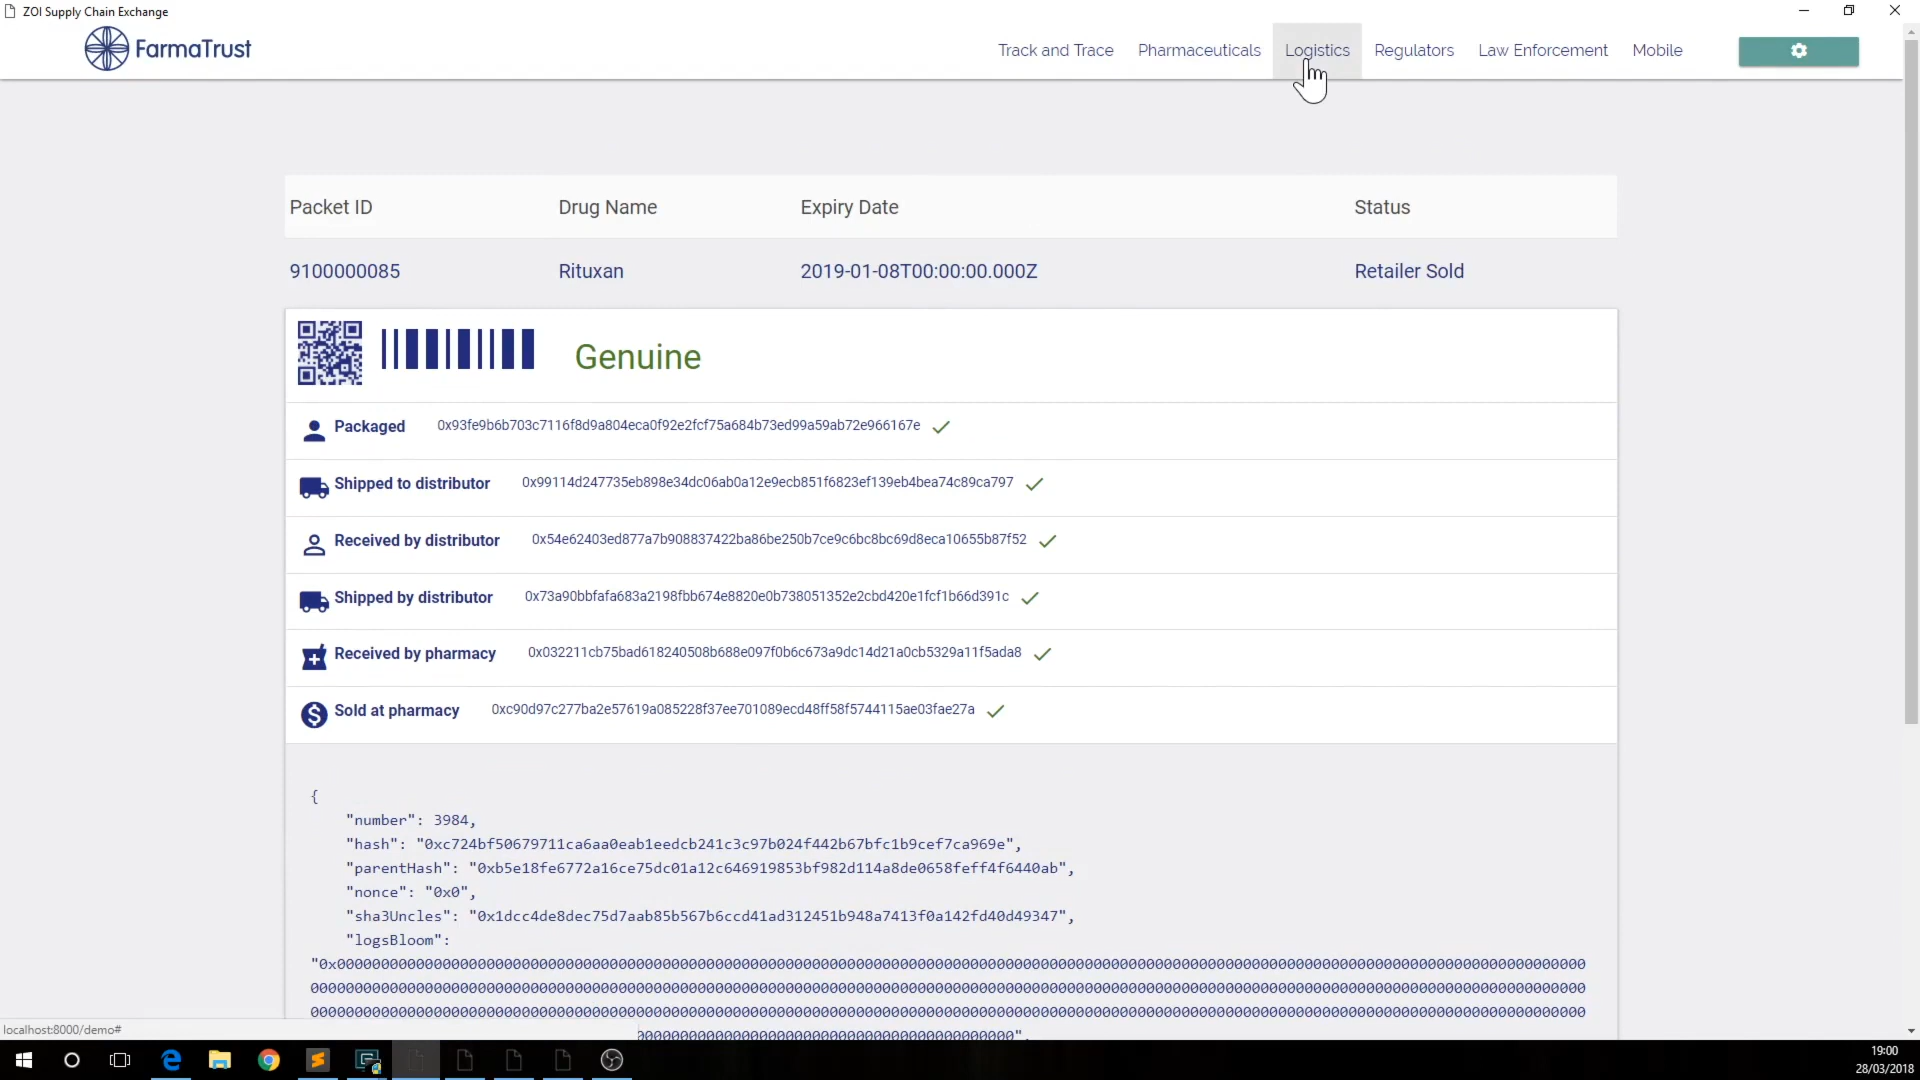 ZOI Supply Chain Exchange
FarmaTrust
Track and Trace Pharmaceuticals Logistics Regulators Law Enforcement Mobile
Packet ID Drug Name Expiry Date Status
9100000085 Rituxan 2019-01-08T00:00:00.000Z Retailer Sold
Genuine
Packaged 0x93fe9b6b703c7116f8d9a804eca0f92e2fcf75a684b73ed99a59ab72e966167e
Shipped to distributor 0x99114d247735eb898e34dc06ab0a12e9ecb851f6823ef139eb4bea74c89ca797
Received by distributor 0x54e62403ed877a7b908837422ba86be250b7ce9c6bc8bc69d8eca10655b87f52
Shipped by distributor 0x73a90bbfafa683a2198fbb674e8820e0b738051352e2cbd420e1fcf1b66d391c
Received by pharmacy 0x032211cb75bad618240508b688e097f0b6c673a9dc14d21a0cb5329a11f5ada8
Sold at pharmacy 0xc90d97c277ba2e57619a085228f37ee701089ecd48ff58f5744115ae03fae27a
{
"number": 3984,
"hash": "0xc724bf50679711ca6aa0eab1eedcb241c3c97b024f442b67bfc1b9cef7ca969e",
"parentHash": "0xb5e18fe6772a16ce75dc01a12c646919853bf982d114a8de0658feff4f6440ab",
"nonce": "0x0",
"sha3Uncles": "0x1dcc4de8dec75d7aab85b567b6ccd41ad312451b948a7413f0a142fd40d49347",
"logsBloom":
localhost:8000/demo#
19:00
28/03/2018